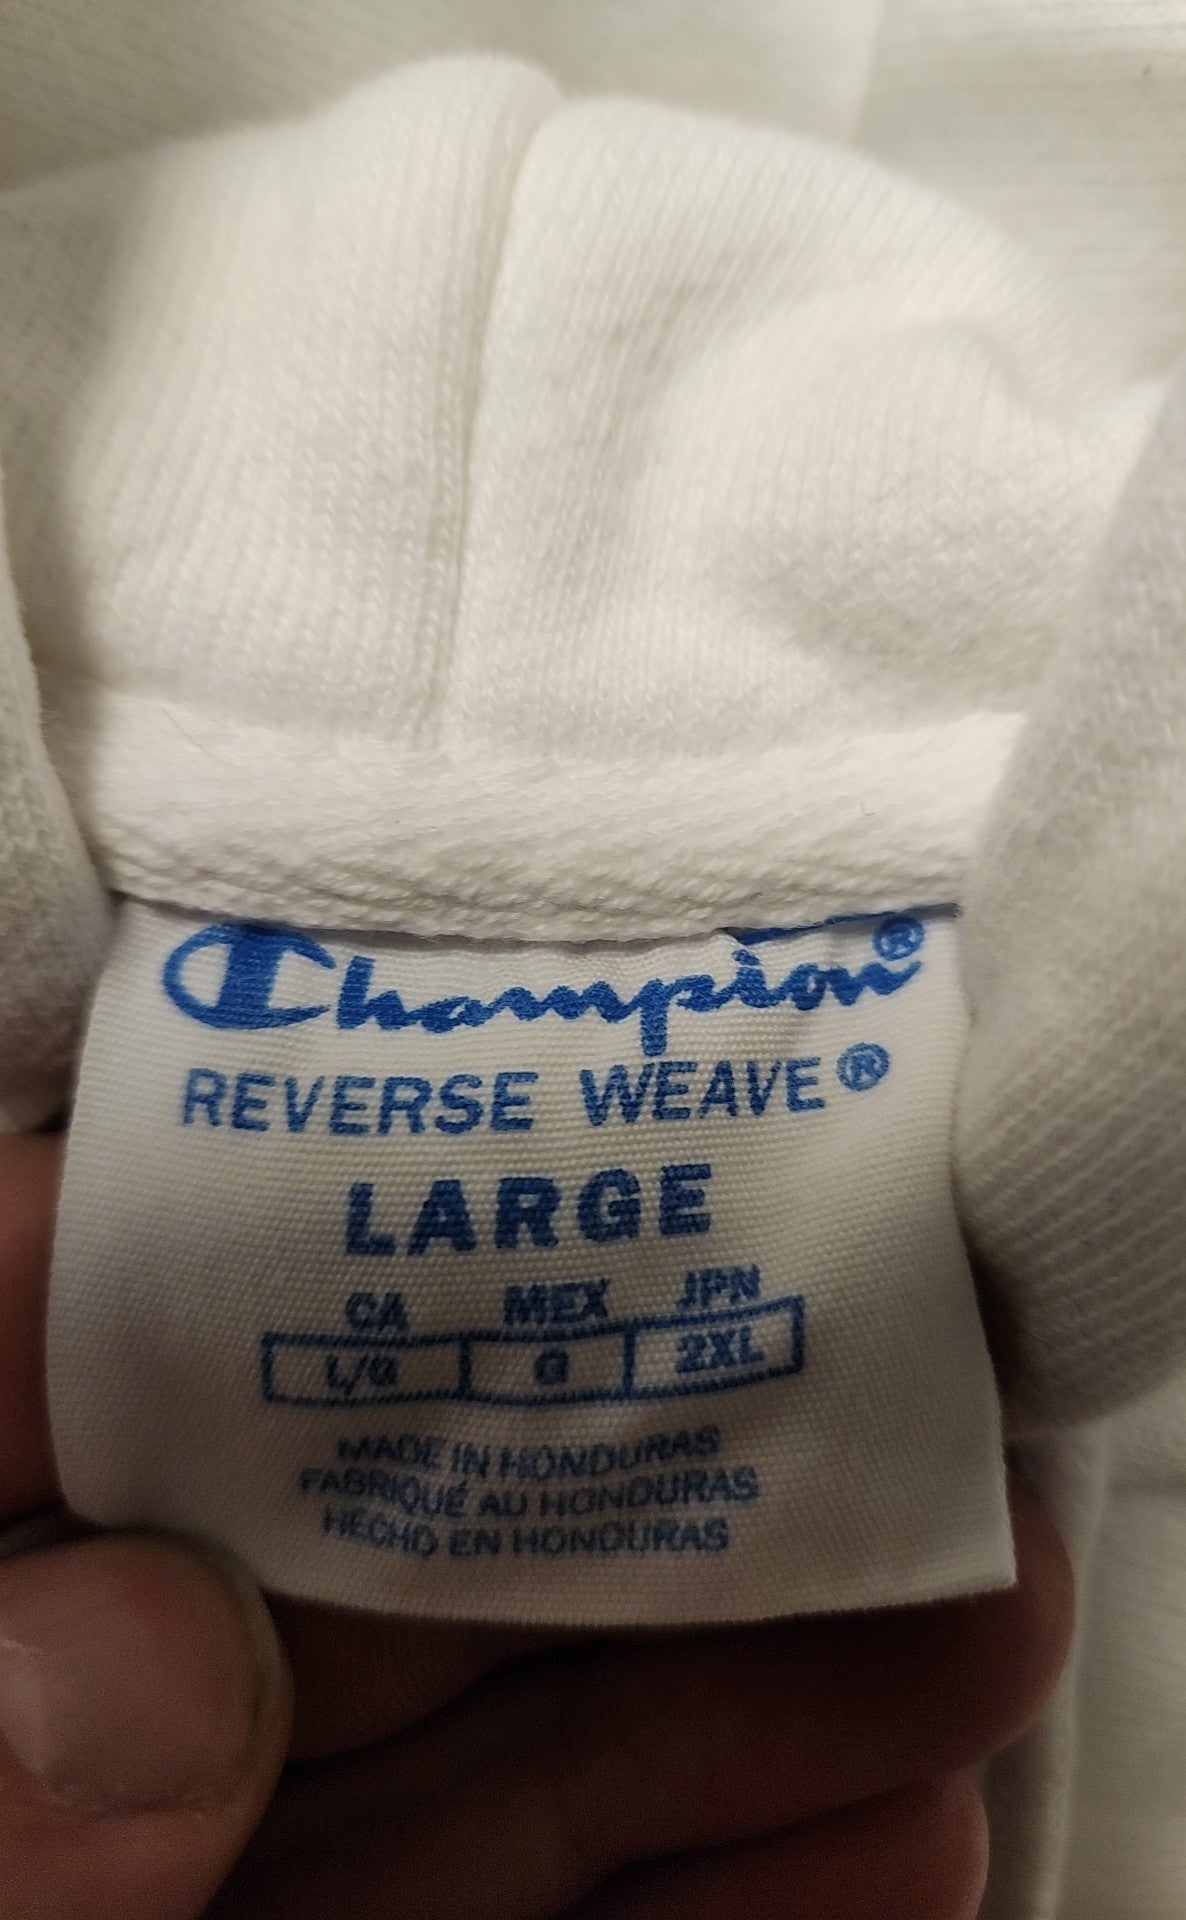 Champion®
REVERSE WEAVE®
LARGE
CA MEX JPN
L/G G 2XL
MADE IN HONDURAS
FABRIQUÉ AU HONDURAS
HECHO EN HONDURAS